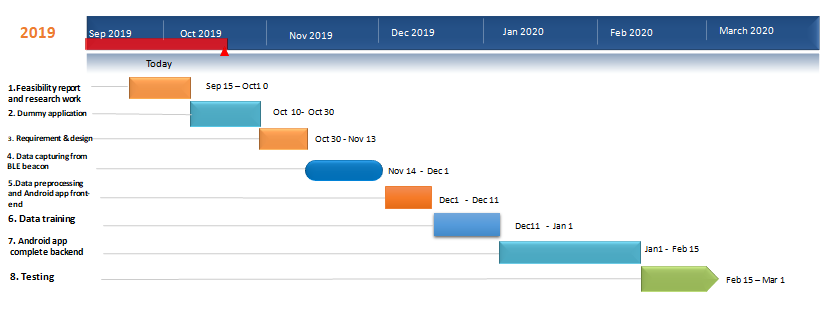 2019
Sep 2019
Oct 2019
Nov 2019
Dec 2019
Jan 2020
Feb 2020
March 2020
Today
1.Feasibility report
and research work
Sep 15 – Oct1 0
2. Dummy application
Oct 10- Oct 30
3. Requirement & design
Oct 30 - Nov 13
4. Data capturing from
BLE beacon
Nov 14 - Dec 1
5.Data preprocessing
and Android app front-
end
Dec1 - Dec 11
6. Data training
Dec11 - Jan 1
7. Android app
complete backend
Jan1 - Feb 15
8. Testing
Feb 15 – Mar 1